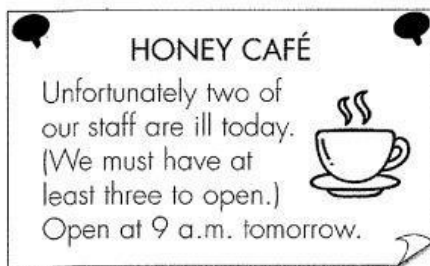 HONEY CAFÉ
Unfortunately two of
our staff are ill today.
(We must have at
least three to open.)
Open at 9 a.m. tomorrow.